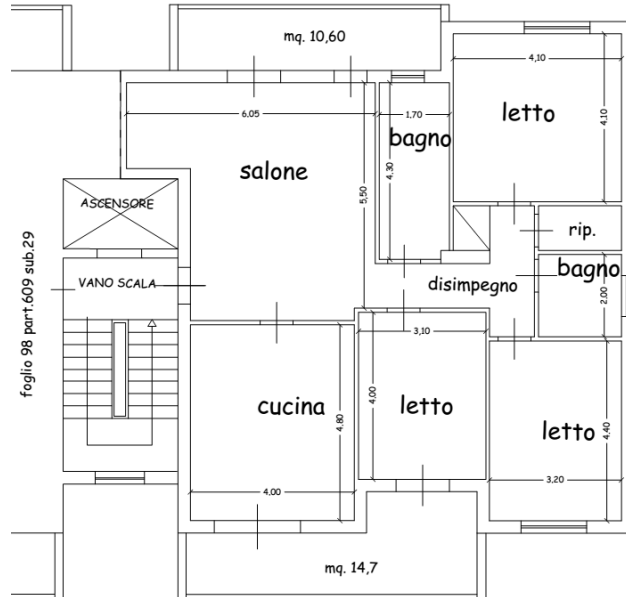 mq. 10,60
4,10
letto
4,10
6,05
1,70
bagno
4,30
salone
5,50
ASCENSORE
rip.
VANO SCALA
disimpegno
bagno
2,00
foglio 98 part.609 sub.29
3,10
cucina
4,80
4,00
letto
letto
4,40
4,00
3,20
mq. 14,7